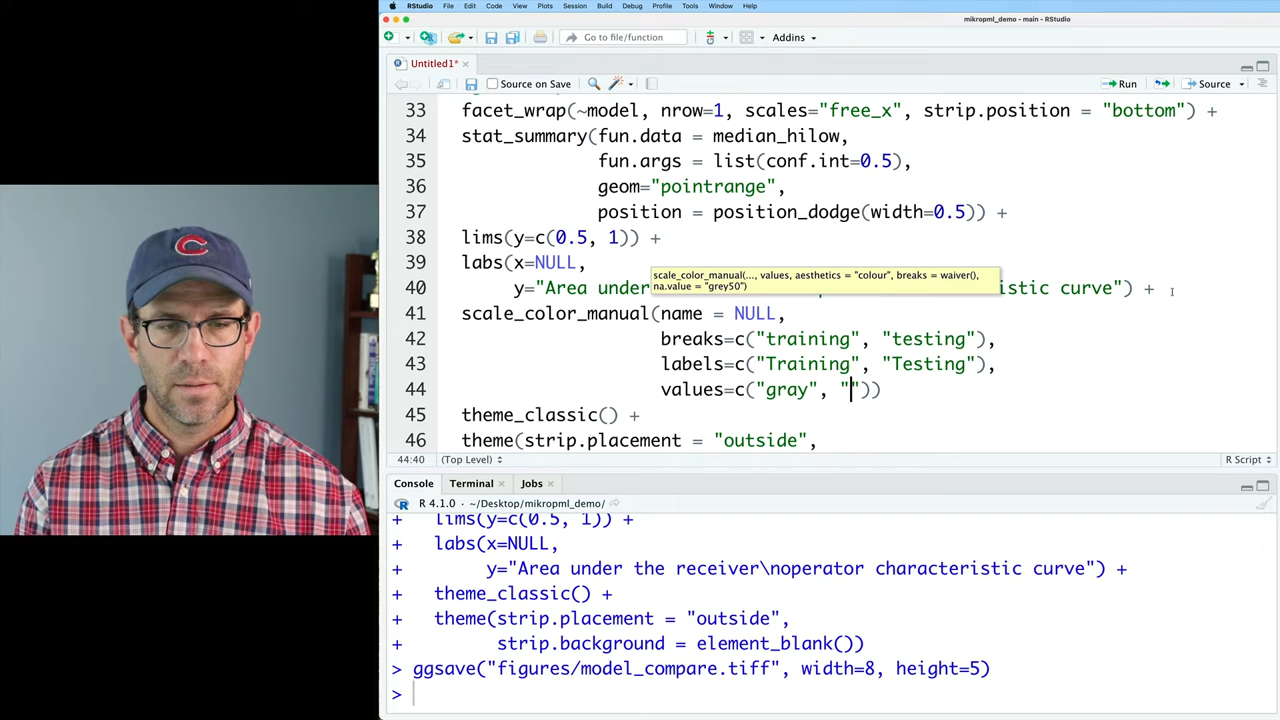 RStudio File Edit Code View Plots Session Build Debug Profile Tools Window Help
mikropml_demo - main - RStudio
Go to file/function Addins
Untitled1*
Source on Save Run Source
33 facet_wrap(~model, nrow=1, scales="free_x", strip.position = "bottom") +
34 stat_summary(fun.data = median_hilow,
35 fun.args = list(conf.int=0.5),
36 geom="pointrange",
37 position = position_dodge(width=0.5)) +
38 lims(y=c(0.5, 1)) +
39 labs(x=NULL,
scale_color_manual(..., values, aesthetics = "colour", breaks = waiver(),
na.value = "grey50")
40 y="Area under istic curve") +
41 scale_color_manual(name = NULL,
42 breaks=c("training", "testing"),
43 labels=c("Training", "Testing"),
44 values=c("gray", ""))
45 theme_classic() +
46 theme(strip.placement = "outside",
44:40 (Top Level) R Script
Console Terminal Jobs
R 4.1.0 · ~/Desktop/mikropml_demo/
+ lims(y=c(0.5, 1)) +
+ labs(x=NULL,
+ y="Area under the receiver\noperator characteristic curve") +
+ theme_classic() +
+ theme(strip.placement = "outside",
+ strip.background = element_blank())
> ggsave("figures/model_compare.tiff", width=8, height=5)
>
C